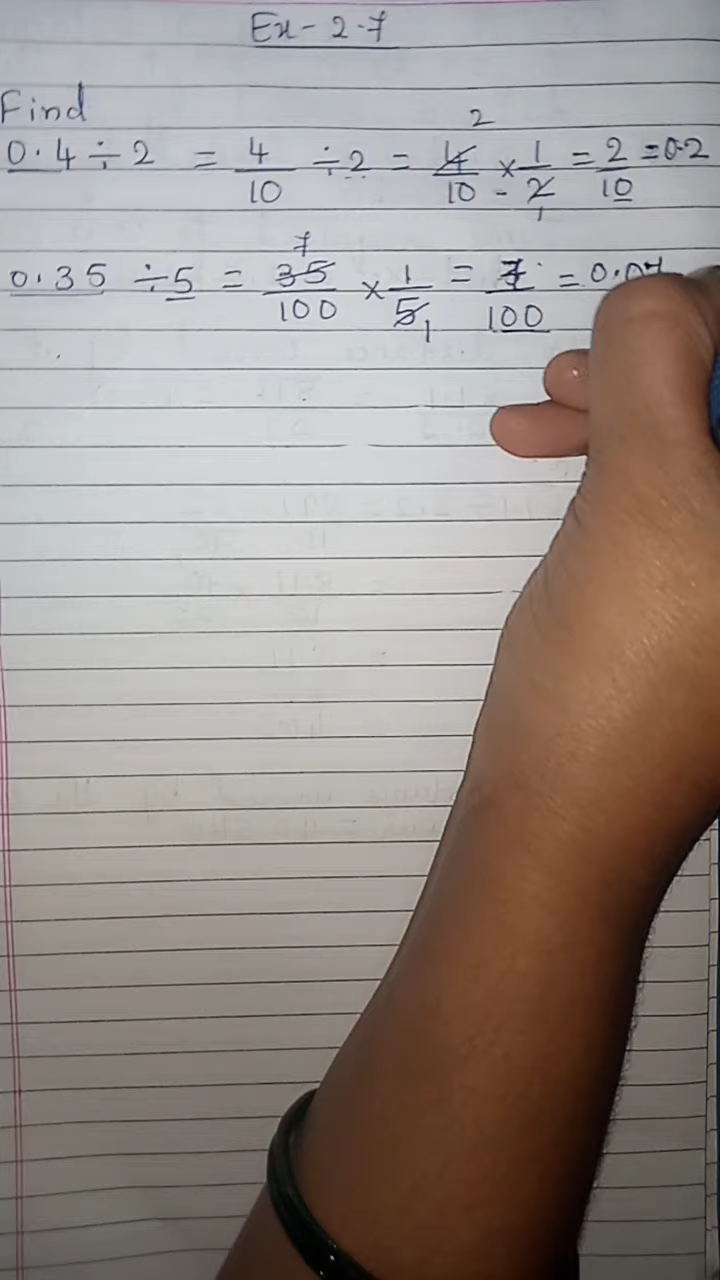 Ex - 2.7
Find
0.4 ÷ 2 = 4/10 ÷ 2 = 4/10 × 1/2 = 2/10 = 0.2
0.35 ÷ 5 = 35/100 × 1/5 = 7/100 = 0.07